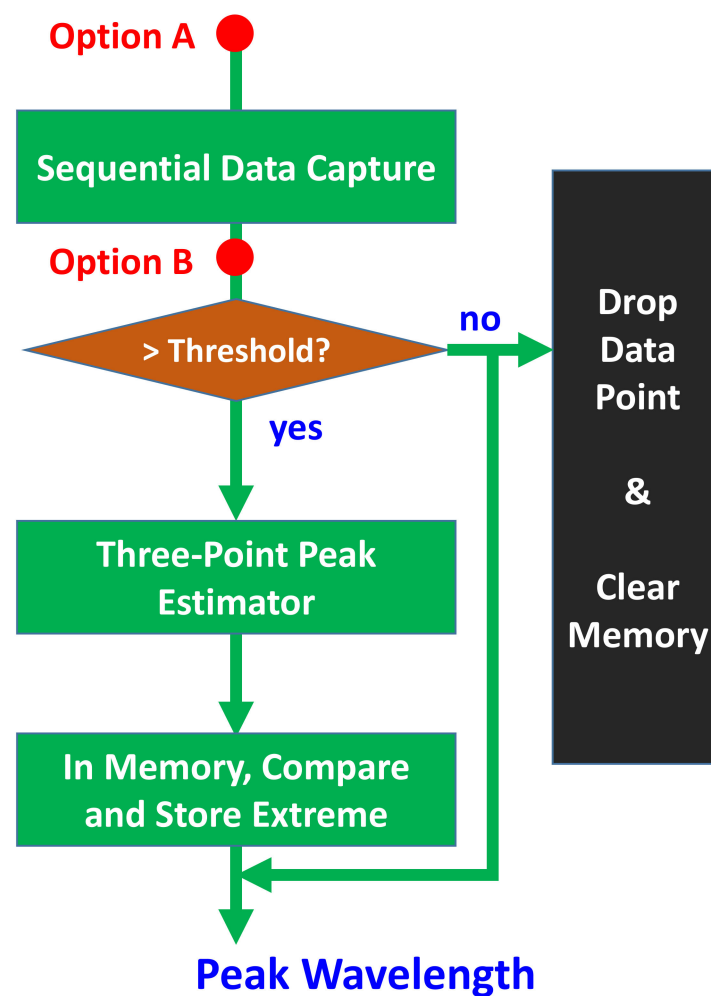 Option A
Sequential Data Capture
Option B
> Threshold?
no
yes
Drop
Data
Point
&
Clear
Memory
Three-Point Peak
Estimator
In Memory, Compare
and Store Extreme
Peak Wavelength